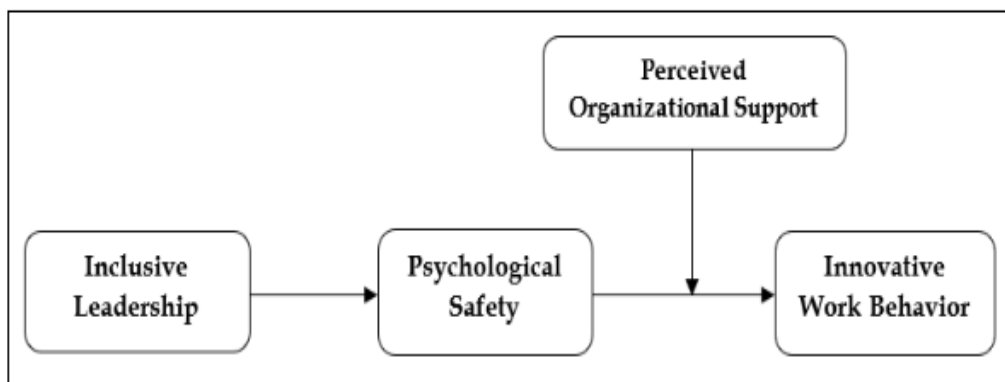 Perceived
Organizational Support
Inclusive
Leadership
Psychological
Safety
Innovative
Work Behavior